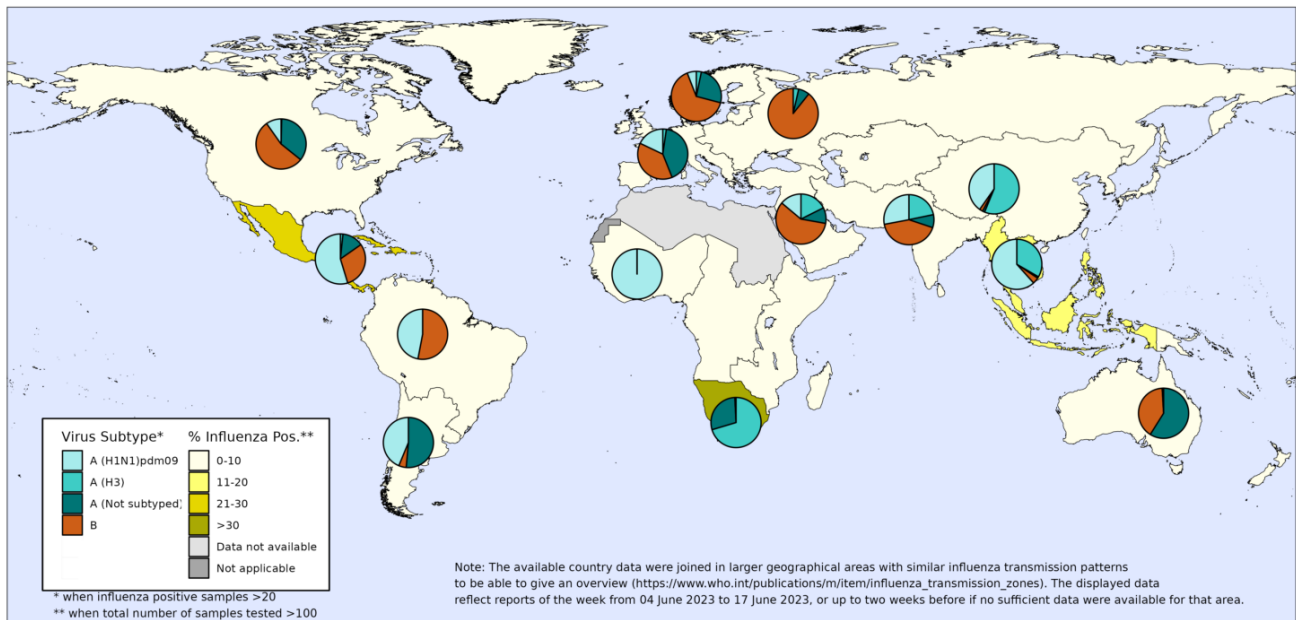 Virus Subtype*
A (H1N1)pdm09
A (H3)
A (Not subtyped)
B
% Influenza Pos.**
0-10
11-20
21-30
>30
Data not available
Not applicable
* when influenza positive samples >20
** when total number of samples tested >100
Note: The available country data were joined in larger geographical areas with similar influenza transmission patterns
to be able to give an overview (https://www.who.int/publications/m/item/influenza_transmission_zones). The displayed data
reflect reports of the week from 04 June 2023 to 17 June 2023, or up to two weeks before if no sufficient data were available for that area.